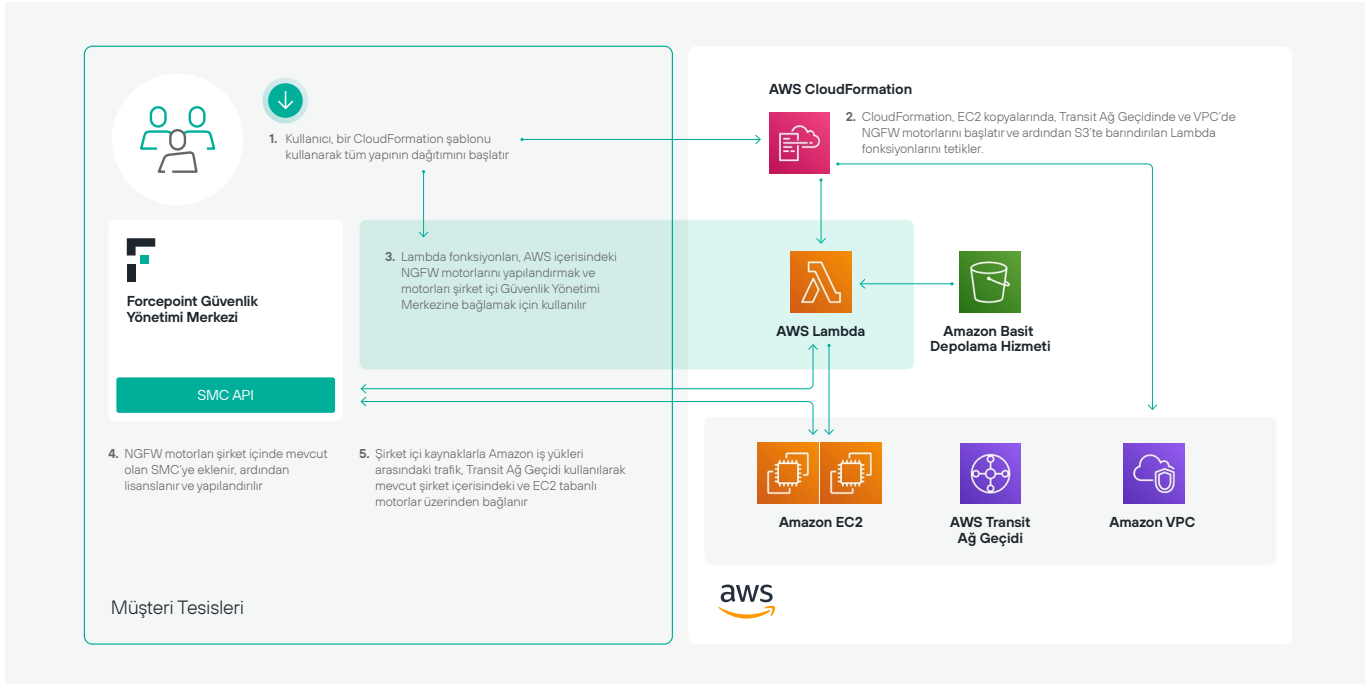 1. Kullanıcı, bir CloudFormation şablonu
kullanarak tüm yapının dağıtımını başlatır
AWS CloudFormation
2. CloudFormation, EC2 kopyalarında, Transit Ağ Geçidinde ve VPC'de
NGFW motorlarını başlatır ve ardından S3'te barındırılan Lambda
fonksiyonlarını tetikler.
Forcepoint Güvenlik
Yönetimi Merkezi
SMC API
3. Lambda fonksiyonları, AWS içerisindeki
NGFW motorlarını yapılandırmak ve
motorları şirket içi Güvenlik Yönetimi
Merkezine bağlamak için kullanılır
AWS Lambda
Amazon Basit
Depolama Hizmeti
4. NGFW motorları şirket içinde mevcut
olan SMC'ye eklenir, ardından
lisanslanır ve yapılandırılır
5. Şirket içi kaynaklarla Amazon iş yükleri
arasındaki trafik, Transit Ağ Geçidi kullanılarak
mevcut şirket içerisindeki ve EC2 tabanlı
motorlar üzerinden bağlanır
Amazon EC2
AWS Transit
Ağ Geçidi
Amazon VPC
Müşteri Tesisleri
aws